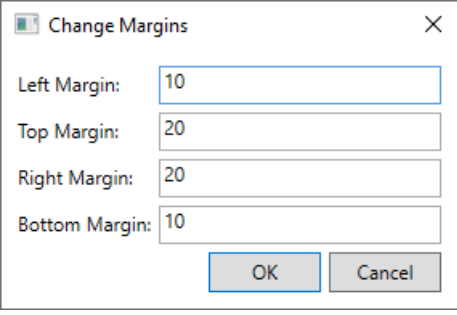 Change Margins
Left Margin: 10
Top Margin: 20
Right Margin: 20
Bottom Margin: 10
OK Cancel